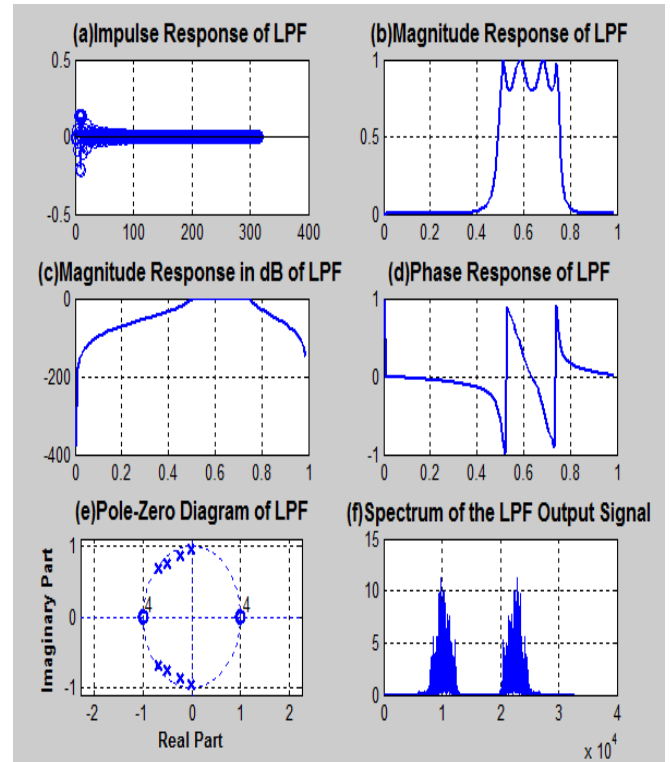 (a)Impulse Response of LPF
0.5
0
-0.5
0 100 200 300 400
(b)Magnitude Response of LPF
1
0.5
0
0 0.2 0.4 0.6 0.8 1
(c)Magnitude Response in dB of LPF
0
-200
-400
0 0.2 0.4 0.6 0.8 1
(d)Phase Response of LPF
1
0
-1
0 0.2 0.4 0.6 0.8 1
(e)Pole-Zero Diagram of LPF
Imaginary Part
1
0
-1
4 4
-2 -1 0 1 2
Real Part
(f)Spectrum of the LPF Output Signal
15
10
5
0
0 1 2 3 4
x 10^4